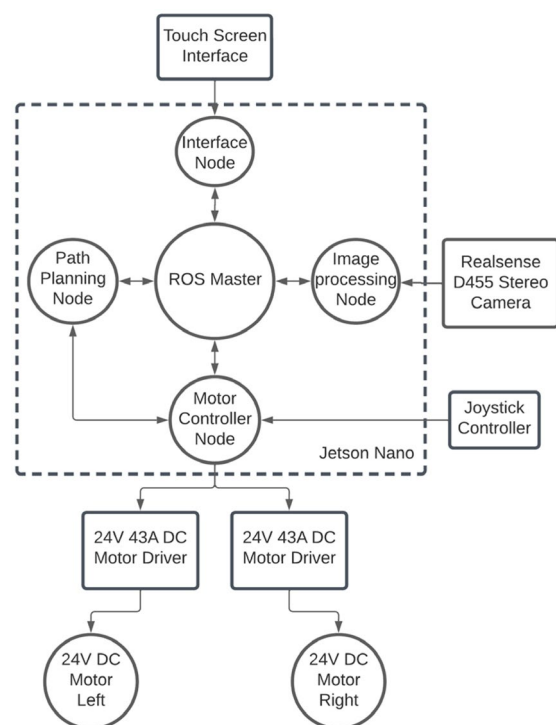 Touch Screen
Interface
Interface
Node
Path
Planning
Node
ROS Master
Image
processing
Node
Realsense
D455 Stereo
Camera
Motor
Controller
Node
Joystick
Controller
Jetson Nano
24V 43A DC
Motor Driver
24V 43A DC
Motor Driver
24V DC
Motor
Left
24V DC
Motor
Right